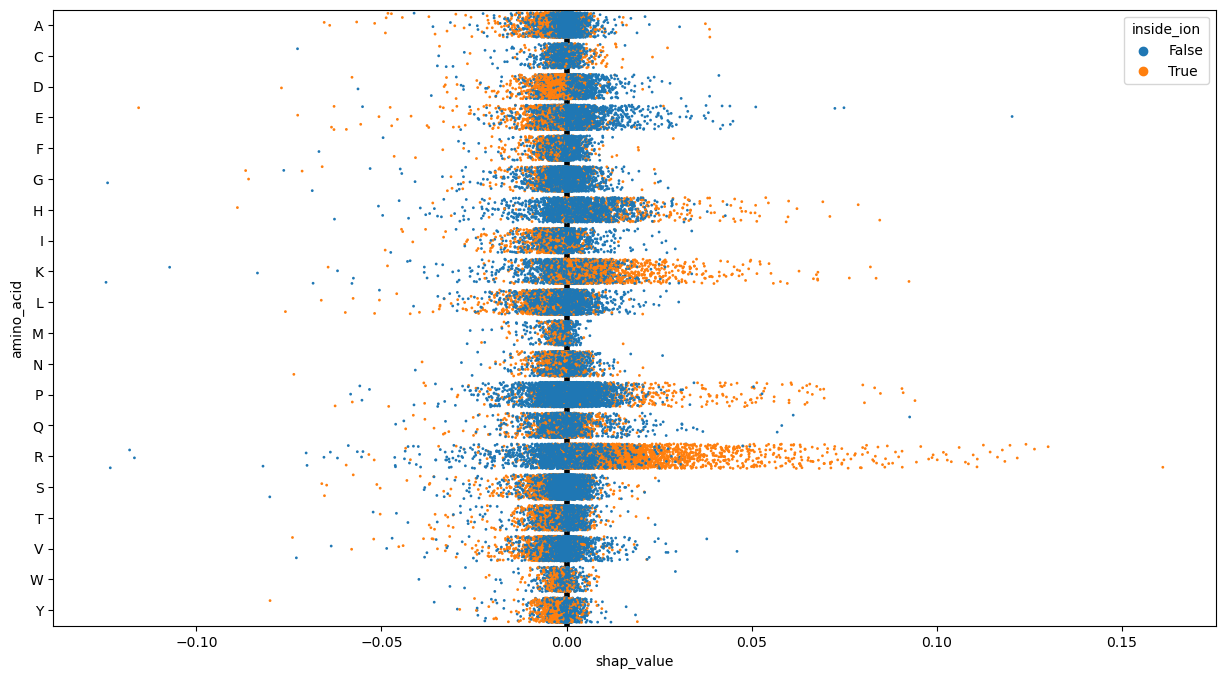 inside_ion
False
True
amino_acid
A
C
D
E
F
G
H
I
K
L
M
N
P
Q
R
S
T
V
W
Y
−0.10
−0.05
0.00
0.05
0.10
0.15
shap_value